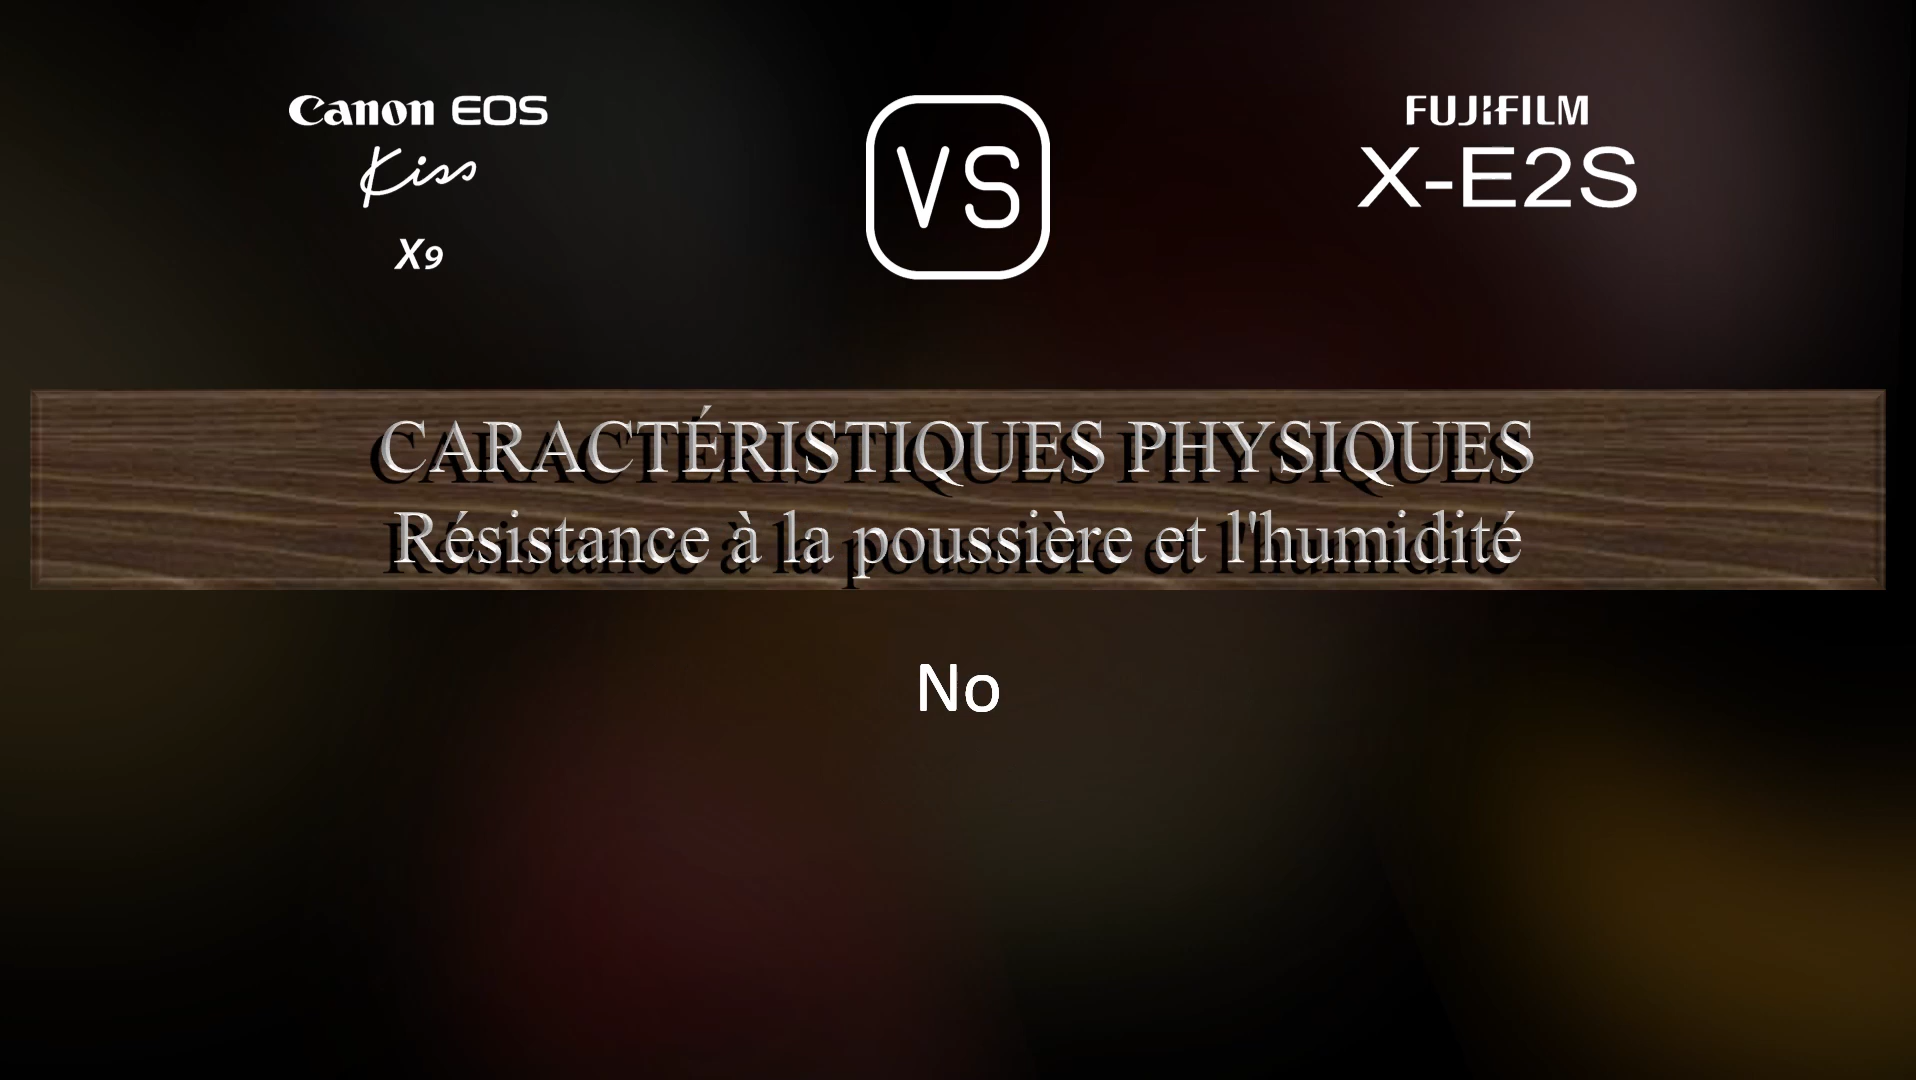 Canon EOS
Kiss
X9
VS
FUJIFILM
X-E2S
CARACTÉRISTIQUES PHYSIQUES
Résistance à la poussière et l'humidité
No